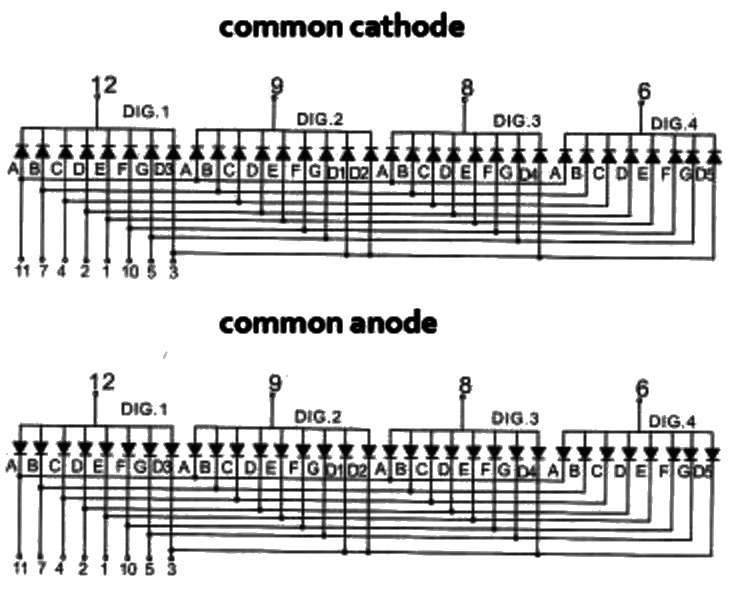 common cathode
12 9 8 6
DIG.1 DIG.2 DIG.3 DIG.4
A B C D E F G D3 A B C D E F G D1 D2 A B C D E F G D4 A B C D E F G D5
11 7 4 2 1 10 5 3
common anode
12 9 8 6
DIG.1 DIG.2 DIG.3 DIG.4
A B C D E F G D3 A B C D E F G D1 D2 A B C D E F G D4 A B C D E F G D5
11 7 4 2 1 10 5 3